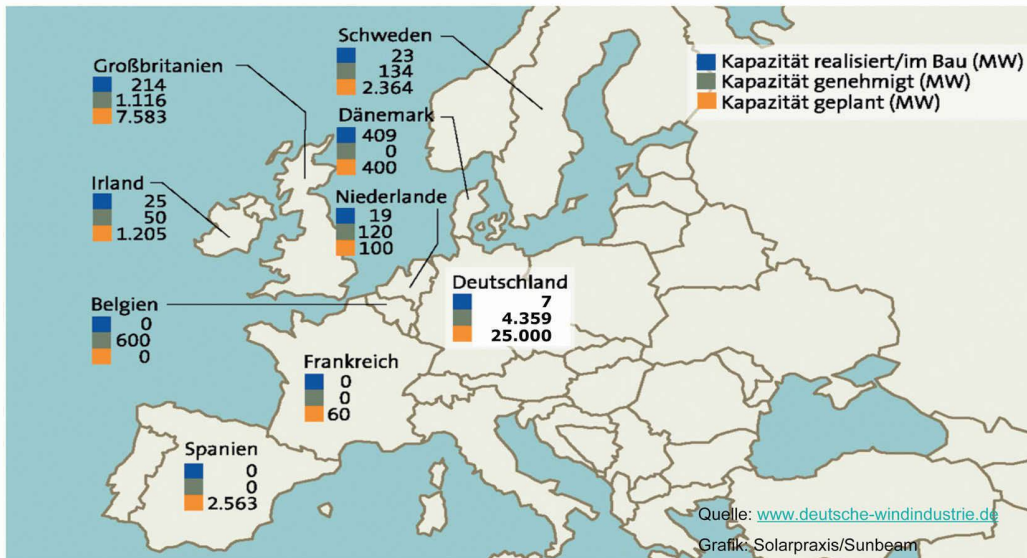 Schweden
23
134
2.364
Großbritanien
214
1.116
7.583
Kapazität realisiert/im Bau (MW)
Kapazität genehmigt (MW)
Kapazität geplant (MW)
Dänemark
409
0
400
Irland
25
50
1.205
Niederlande
19
120
100
Deutschland
7
4.359
25.000
Belgien
0
600
0
Frankreich
0
0
60
Spanien
0
0
2.563
Quelle: www.deutsche-windindustrie.de
Grafik: Solarpraxis/Sunbeam